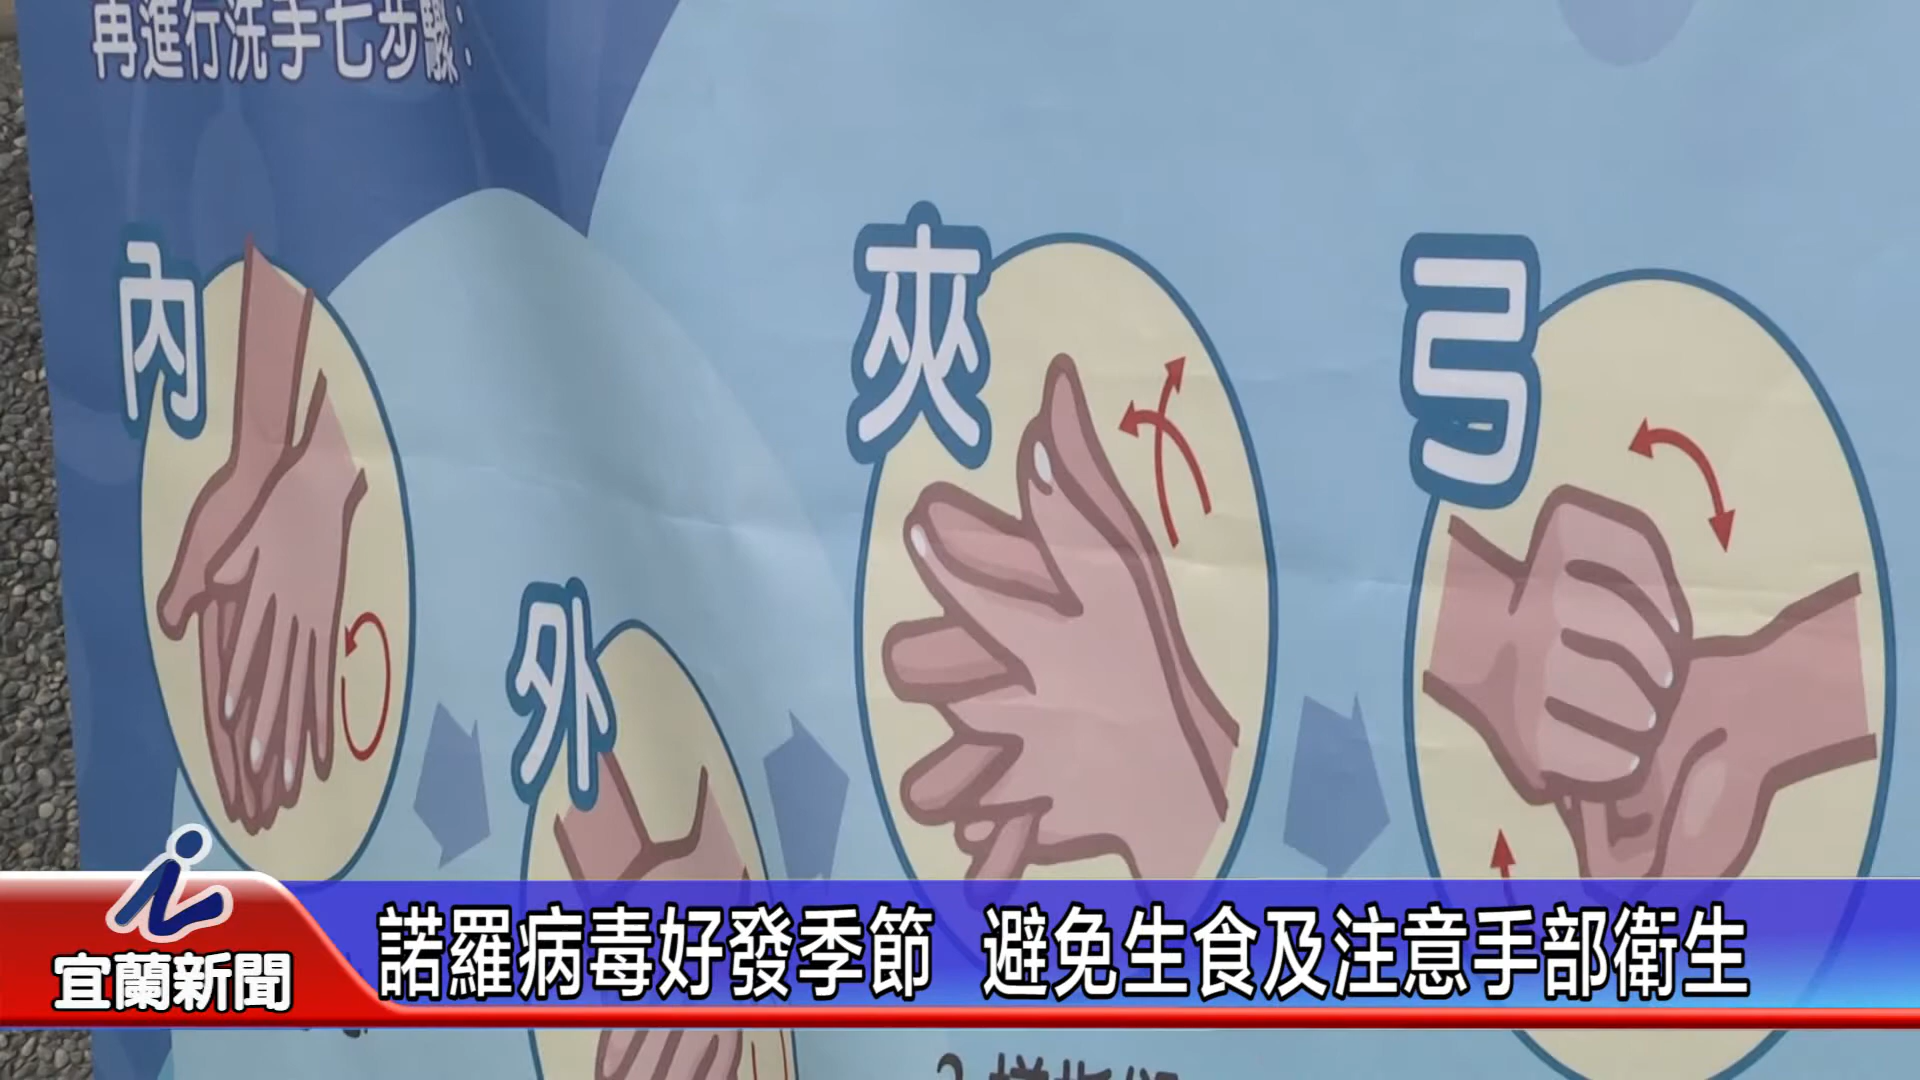 再進行洗手七步驟：
內
夾
弓
外
諾羅病毒好發季節 避免生食及注意手部衛生
宜蘭新聞